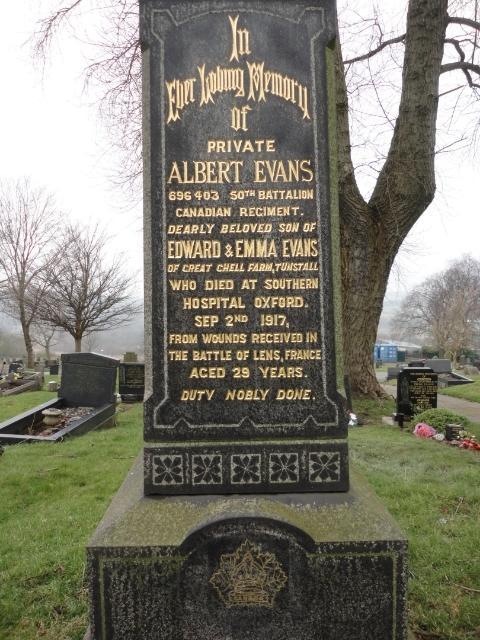 In
Ever Loving Memory
of
PRIVATE
ALBERT EVANS
696403 50TH BATTALION
CANADIAN REGIMENT.
DEARLY BELOVED SON OF
EDWARD & EMMA EVANS
OF GREAT CHELL FARM, TUNSTALL
WHO DIED AT SOUTHERN
HOSPITAL OXFORD.
SEP 2ND 1917,
FROM WOUNDS RECEIVED IN
THE BATTLE OF LENS, FRANCE
AGED 29 YEARS.
DUTY NOBLY DONE.